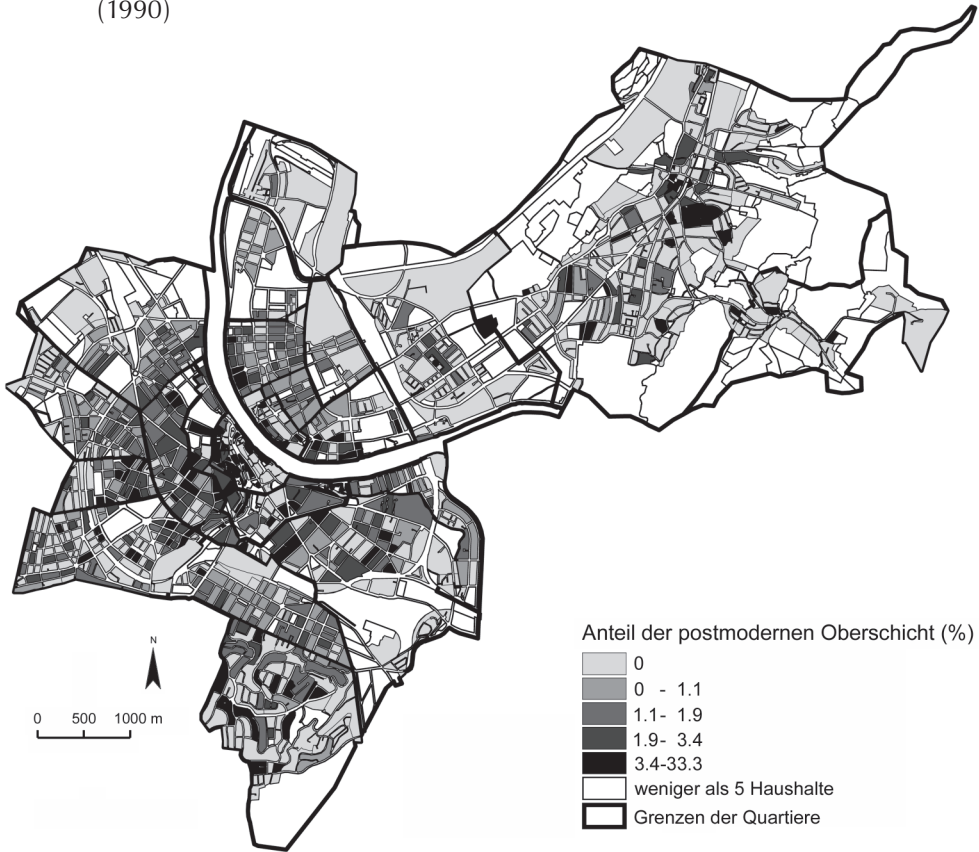 (1990)
N
0 500 1000 m
Anteil der postmodernen Oberschicht (%)
0
0 - 1.1
1.1- 1.9
1.9- 3.4
3.4-33.3
weniger als 5 Haushalte
Grenzen der Quartiere